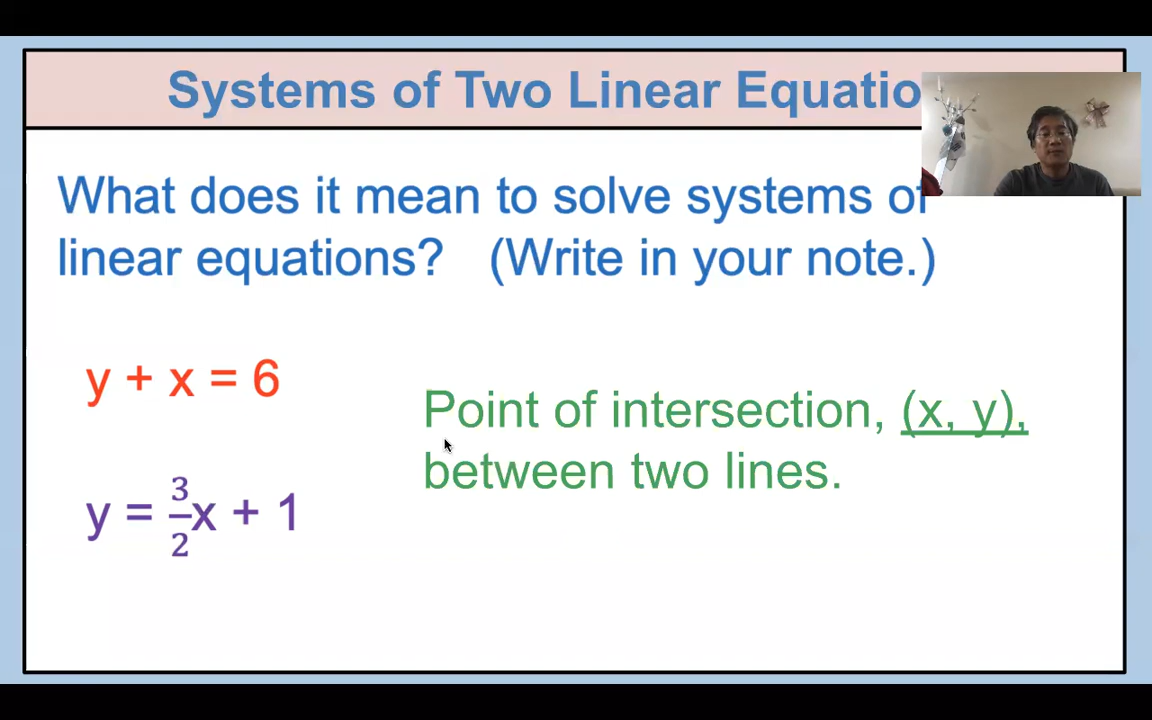 Systems of Two Linear Equatio
What does it mean to solve systems of
linear equations? (Write in your note.)
y + x = 6
Point of intersection, (x, y),
between two lines.
y = 3/2x + 1